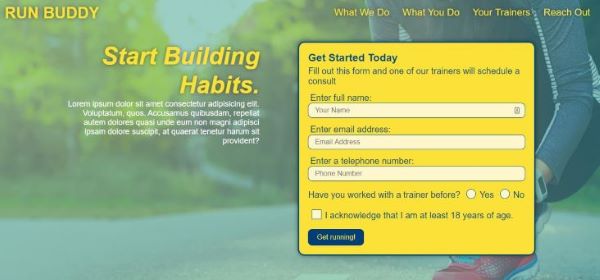 RUN BUDDY
What We Do
What You Do
Your Trainers
Reach Out
Start Building
Habits.
Lorem ipsum dolor sit amet consectetur adipisicing elit.
Voluptatum, quos. Accusamus quibusdam, repellat
autem dolores quasi unde eum non magni adipisci
ipsam dolore suscipit, at quaerat tenetur harum sit
provident?
Get Started Today
Fill out this form and one of our trainers will schedule a
consult
Enter full name:
Your Name
Enter email address:
Email Address
Enter a telephone number:
Phone Number
Have you worked with a trainer before? Yes No
I acknowledge that I am at least 18 years of age.
Get running!